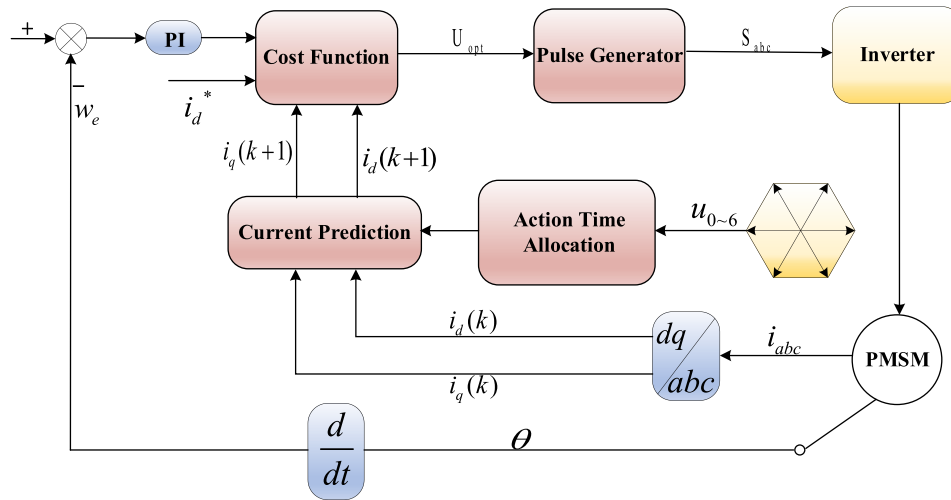 +
PI
Cost Function
U_opt
Pulse Generator
S_abc
Inverter
−
w_e
i_d*
i_q(k+1)
i_d(k+1)
Current Prediction
Action Time
Allocation
u_0~6
i_d(k)
i_q(k)
dq
abc
i_abc
PMSM
d
dt
θ